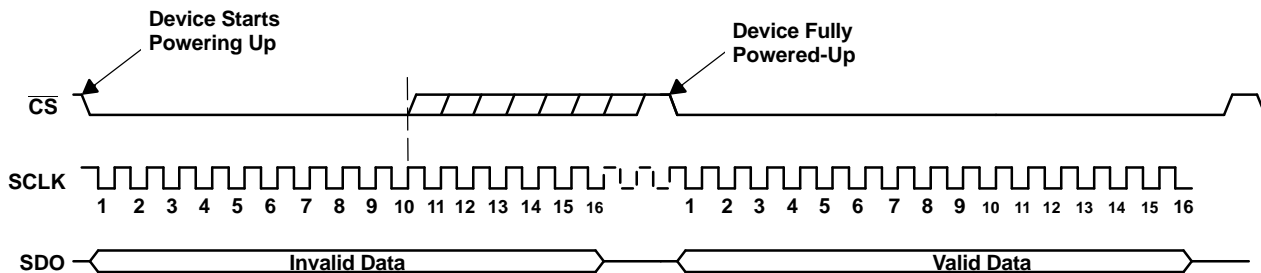 Device Starts
Powering Up
Device Fully
Powered-Up
CS
SCLK
1 2 3 4 5 6 7 8 9 10 11 12 13 14 15 16 1 2 3 4 5 6 7 8 9 10 11 12 13 14 15 16
SDO Invalid Data Valid Data